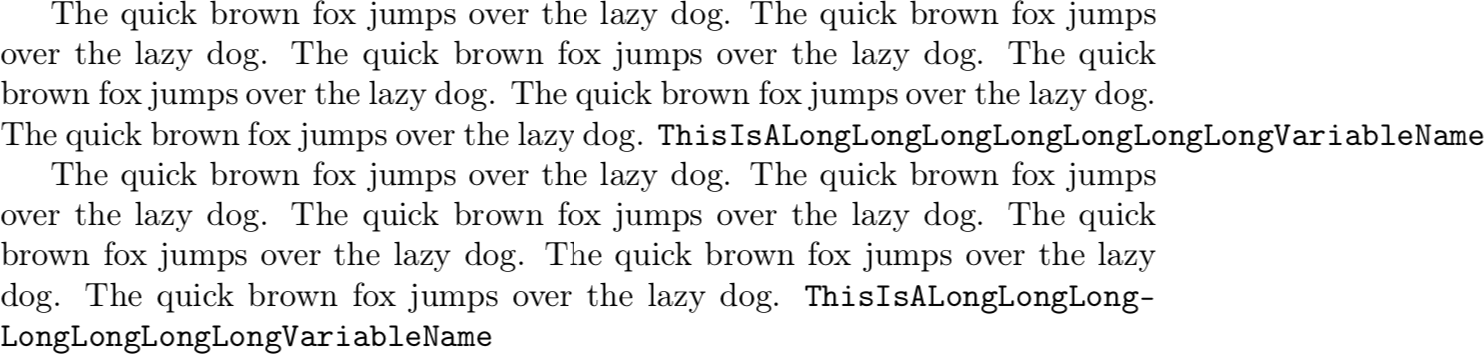 The quick brown fox jumps over the lazy dog. The quick brown fox jumps
over the lazy dog. The quick brown fox jumps over the lazy dog. The quick
brown fox jumps over the lazy dog. The quick brown fox jumps over the lazy dog.
The quick brown fox jumps over the lazy dog. ThisIsALongLongLongLongLongLongLongVariableName
The quick brown fox jumps over the lazy dog. The quick brown fox jumps
over the lazy dog. The quick brown fox jumps over the lazy dog. The quick
brown fox jumps over the lazy dog. The quick brown fox jumps over the lazy
dog. The quick brown fox jumps over the lazy dog. ThisIsALongLongLong-
LongLongLongLongVariableName